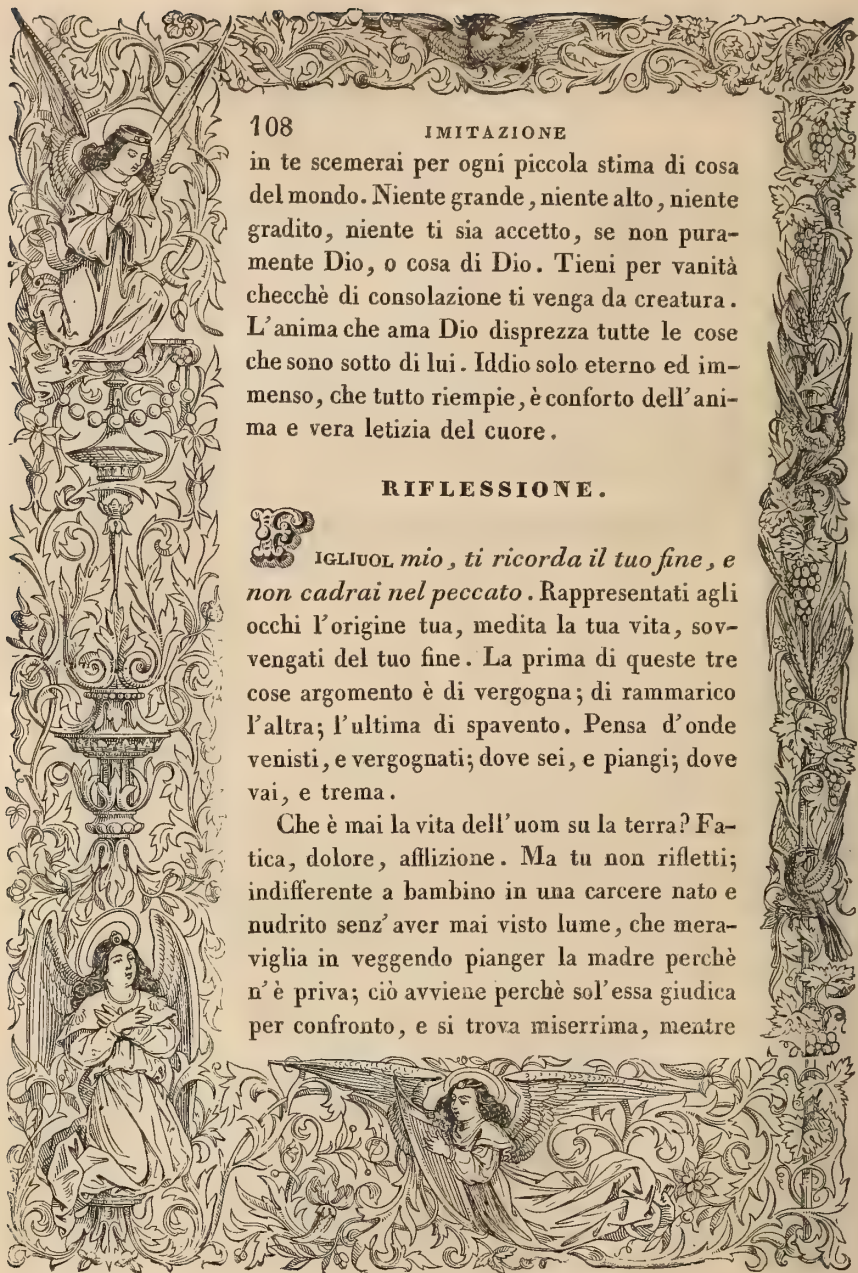 108 IMITAZIONE
in te scemerai per ogni piccola stima di cosa
del mondo. Niente grande, niente alto, niente
gradito, niente ti sia accetto, se non pura-
mente Dio, o cosa di Dio. Tieni per vanità
checchè di consolazione ti venga da creatura.
L'anima che ama Dio disprezza tutte le cose
che sono sotto di lui. Iddio solo eterno ed im-
menso, che tutto riempie, è conforto dell'ani-
ma e vera letizia del cuore.
RIFLESSIONE.
FIGLIUOL mio, ti ricorda il tuo fine, e
non cadrai nel peccato. Rappresentati agli
occhi l'origine tua, medita la tua vita, sov-
vengati del tuo fine. La prima di queste tre
cose argomento è di vergogna; di rammarico
l'altra; l'ultima di spavento. Pensa d'onde
venisti, e vergognati; dove sei, e piangi; dove
vai, e trema.
Che è mai la vita dell'uom su la terra? Fa-
tica, dolore, afflizione. Ma tu non rifletti;
indifferente a bambino in una carcere nato e
nudrito senz'aver mai visto lume, che mera-
viglia in veggendo pianger la madre perchè
n'è priva; ciò avviene perchè sol'essa giudica
per confronto, e si trova miserrima, mentre